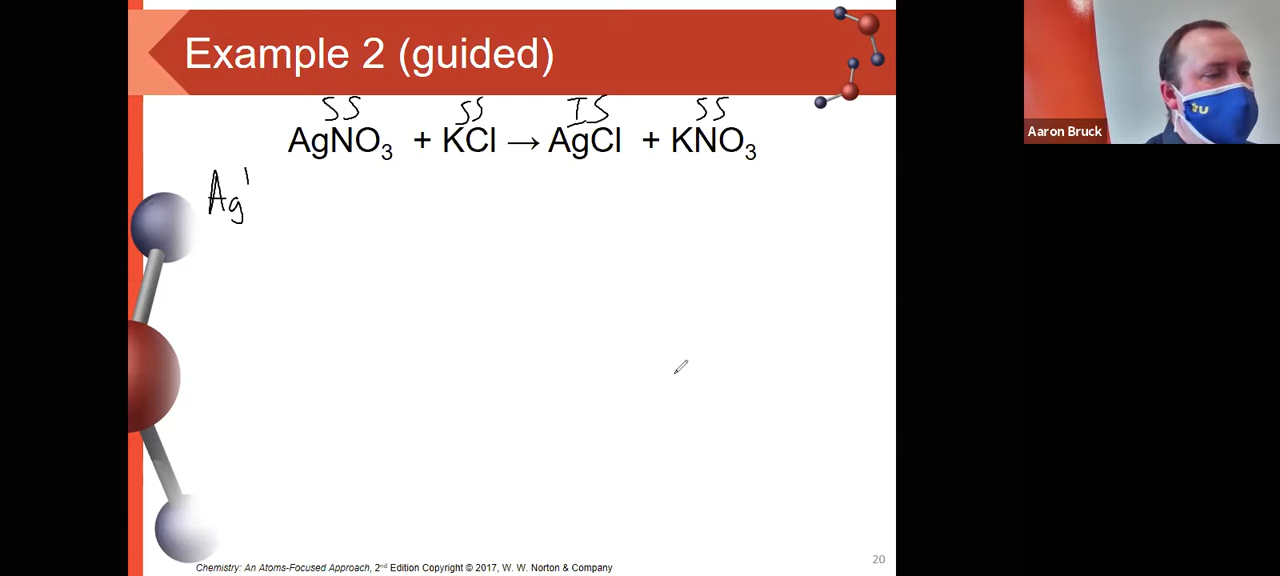 Example 2 (guided)
SS SS IS SS
AgNO₃ + KCl → AgCl + KNO₃
Ag'
Aaron Bruck
Chemistry: An Atoms-Focused Approach, 2nd Edition Copyright © 2017, W. W. Norton & Company
20